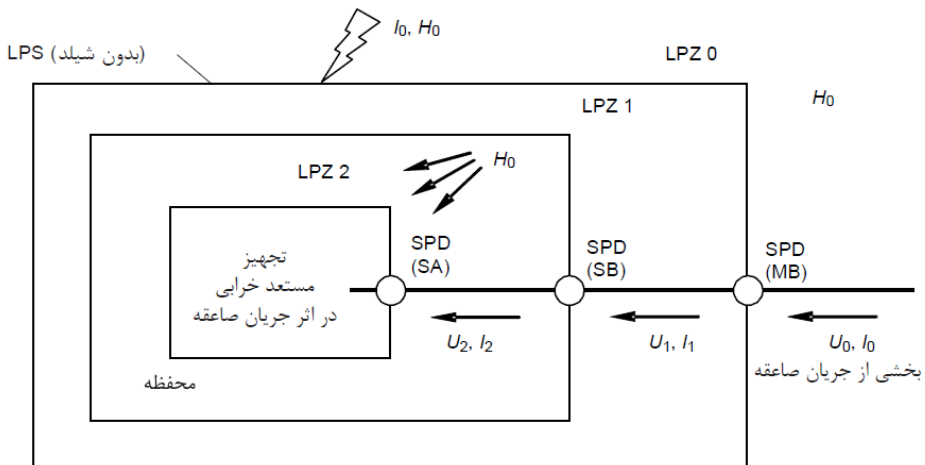 I0, H0
LPS (بدون شیلد)
LPZ 0
LPZ 1
H0
LPZ 2
H0
تجهیز
مستعد خرابی
در اثر جریان صاعقه
SPD
(SA)
SPD
(SB)
SPD
(MB)
U2, I2
U1, I1
U0, I0
بخشی از جریان صاعقه
محفظه